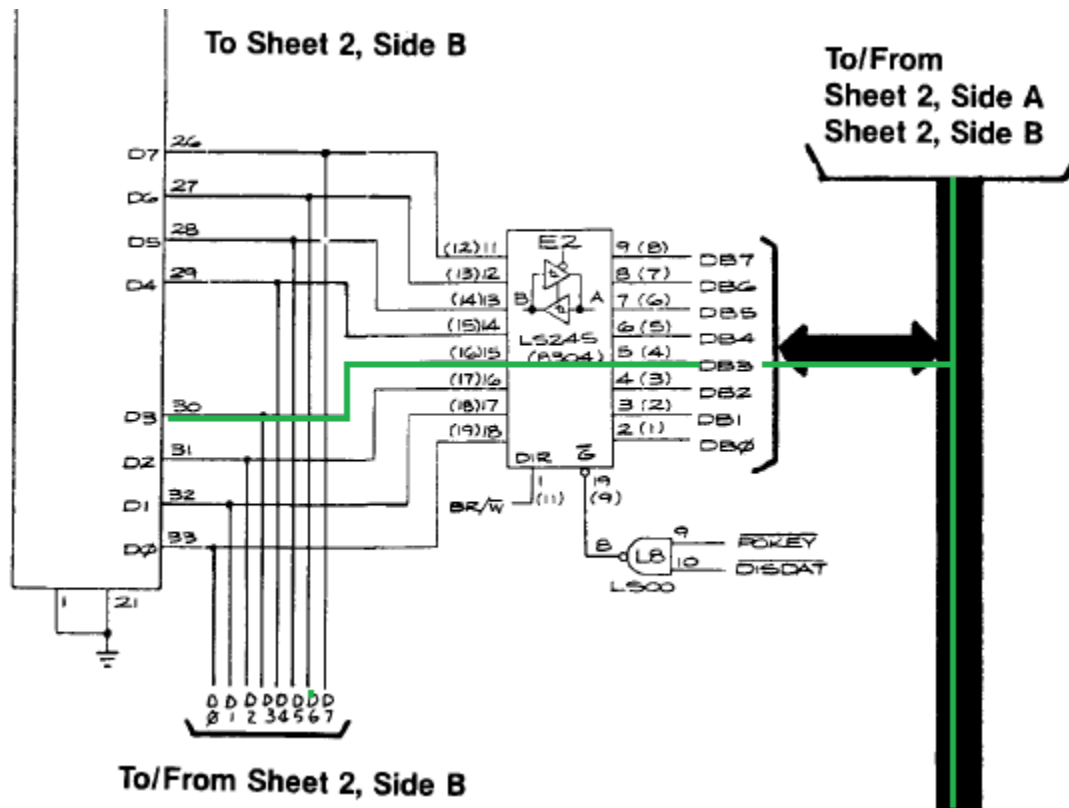 To Sheet 2, Side B
To/From
Sheet 2, Side A
Sheet 2, Side B
D7 26
D6 27
D5 28
D4 29
D3 30
D2 31
D1 32
DØ 33
1 21
(12)11
(13)12
(14)13
(15)14
(16)15
(17)16
(18)17
(19)18
E2
B A
LS245
(8304)
DIR G̅
9 (8) DB7
8 (7) DB6
7 (6) DB5
6 (5) DB4
5 (4) DB3
4 (3) DB2
3 (2) DB1
2 (1) DBØ
1
(11)
19
(9)
BR/W̅
8 L8 9 P̅O̅K̅E̅Y̅
10 D̅I̅S̅D̅A̅T̅
LS00
D D D D D D D D
Ø 1 2 3 4 5 6 7
To/From Sheet 2, Side B